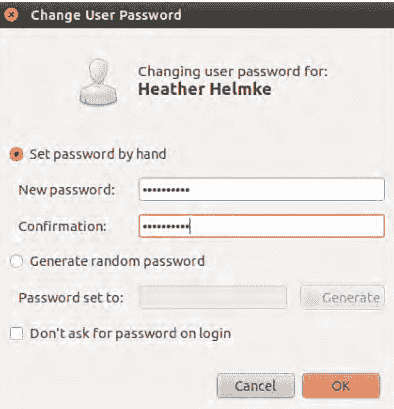 Change User Password
Changing user password for:
Heather Helmke
Set password by hand
New password: ••••••••••
Confirmation: ••••••••••
Generate random password
Password set to: Generate
Don't ask for password on login
Cancel OK